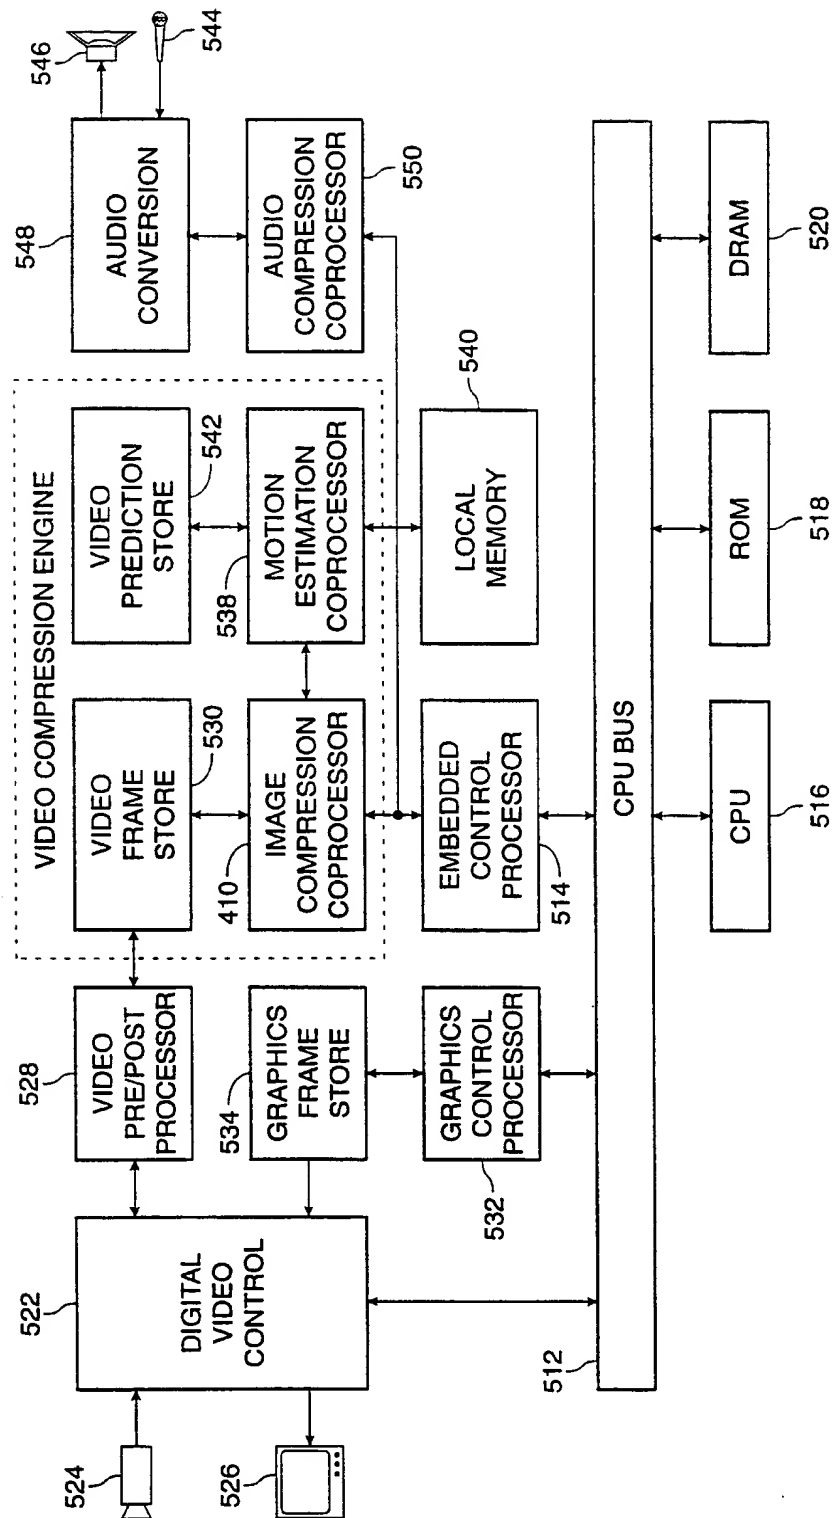 524
526
522
DIGITAL
VIDEO
CONTROL
528
VIDEO
PRE/POST
PROCESSOR
534
GRAPHICS
FRAME
STORE
GRAPHICS
CONTROL
PROCESSOR
532
VIDEO COMPRESSION ENGINE
VIDEO
FRAME
STORE
530
VIDEO
PREDICTION
STORE
542
410
IMAGE
COMPRESSION
COPROCESSOR
538
MOTION
ESTIMATION
COPROCESSOR
EMBEDDED
CONTROL
PROCESSOR
514
LOCAL
MEMORY
540
548
AUDIO
CONVERSION
546
544
AUDIO
COMPRESSION
COPROCESSOR
550
512
CPU BUS
CPU
516
ROM
518
DRAM
520